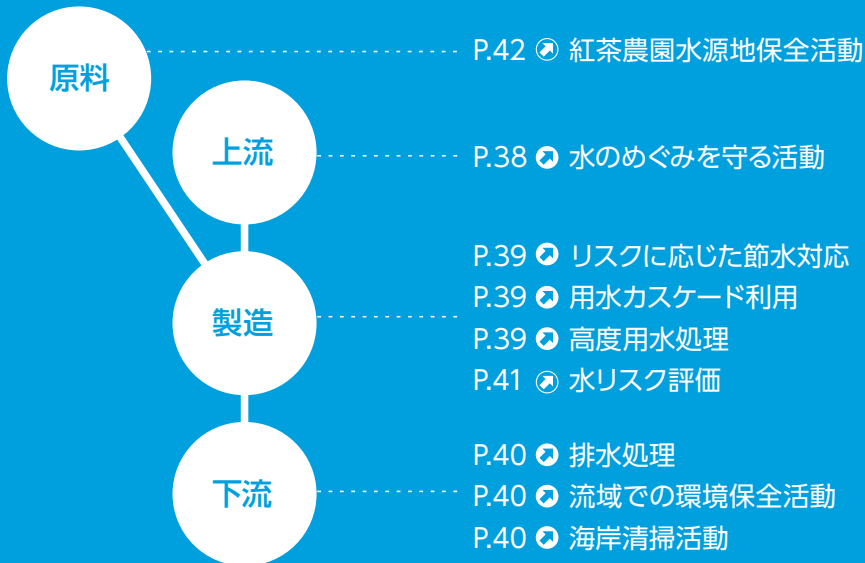 原料
P.42 紅茶農園水源地保全活動
上流
P.38 水のめぐみを守る活動
製造
P.39 リスクに応じた節水対応
P.39 用水カスケード利用
P.39 高度用水処理
P.41 水リスク評価
下流
P.40 排水処理
P.40 流域での環境保全活動
P.40 海岸清掃活動